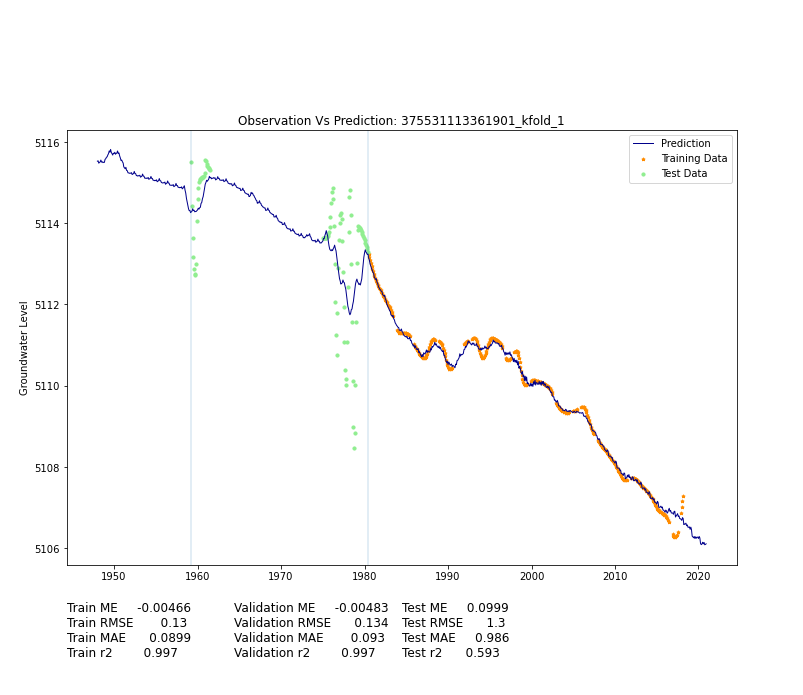 Observation Vs Prediction: 375531113361901_kfold_1
5116
5114
5112
5110
5108
5106
Groundwater Level
Prediction
Training Data
Test Data
1950 1960 1970 1980 1990 2000 2010 2020
Train ME -0.00466 Validation ME -0.00483 Test ME 0.0999
Train RMSE 0.13 Validation RMSE 0.134 Test RMSE 1.3
Train MAE 0.0899 Validation MAE 0.093 Test MAE 0.986
Train r2 0.997 Validation r2 0.997 Test r2 0.593